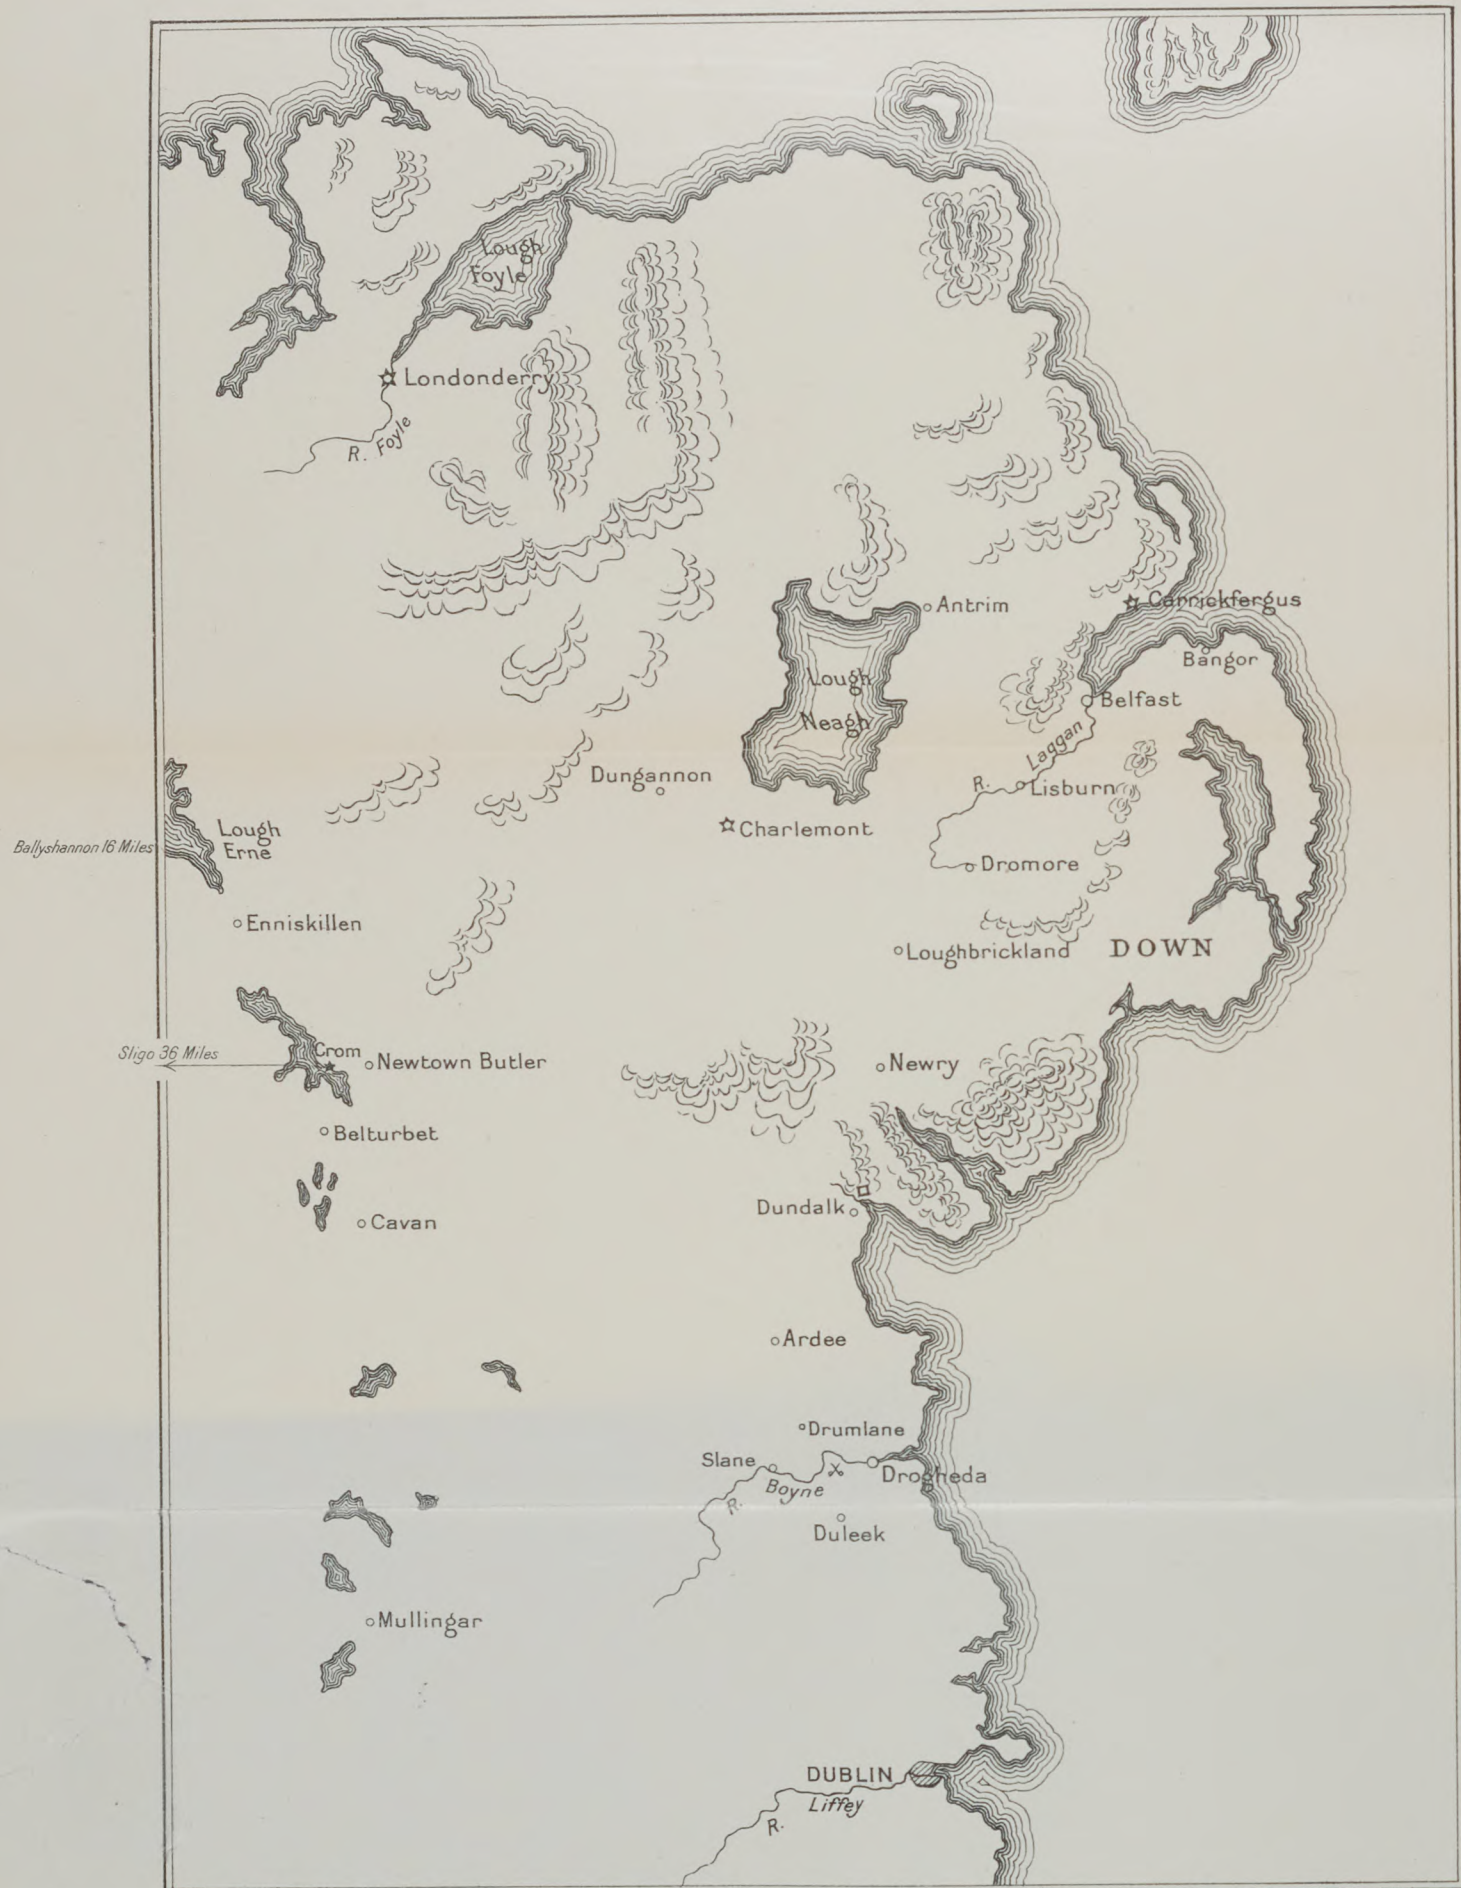 Lough
Foyle
Londonderry
R. Foyle
Antrim
Carrickfergus
Bangor
Lough
Neagh
Belfast
R. Laggan
Lisburn
Dungannon
Charlemont
Dromore
Lough
Erne
Ballyshannon 16 Miles
Enniskillen
Loughbrickland
DOWN
Sligo 36 Miles
Crom
Newtown Butler
Newry
Belturbet
Dundalk
Cavan
Ardee
Drumlane
Slane
R. Boyne
Drogheda
Duleek
Mullingar
DUBLIN
R. Liffey